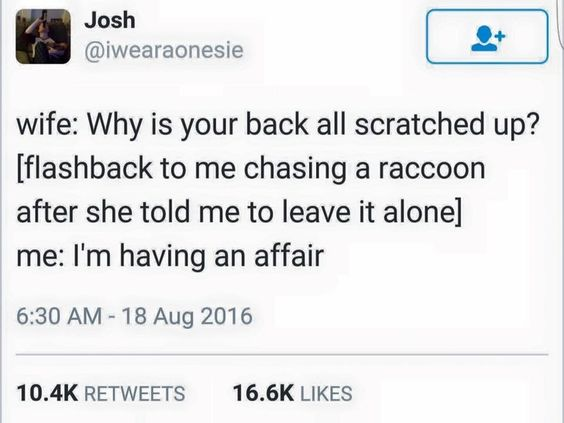 Josh
@iwearaonesie
wife: Why is your back all scratched up?
[flashback to me chasing a raccoon
after she told me to leave it alone]
me: I'm having an affair
6:30 AM - 18 Aug 2016
10.4K RETWEETS 16.6K LIKES